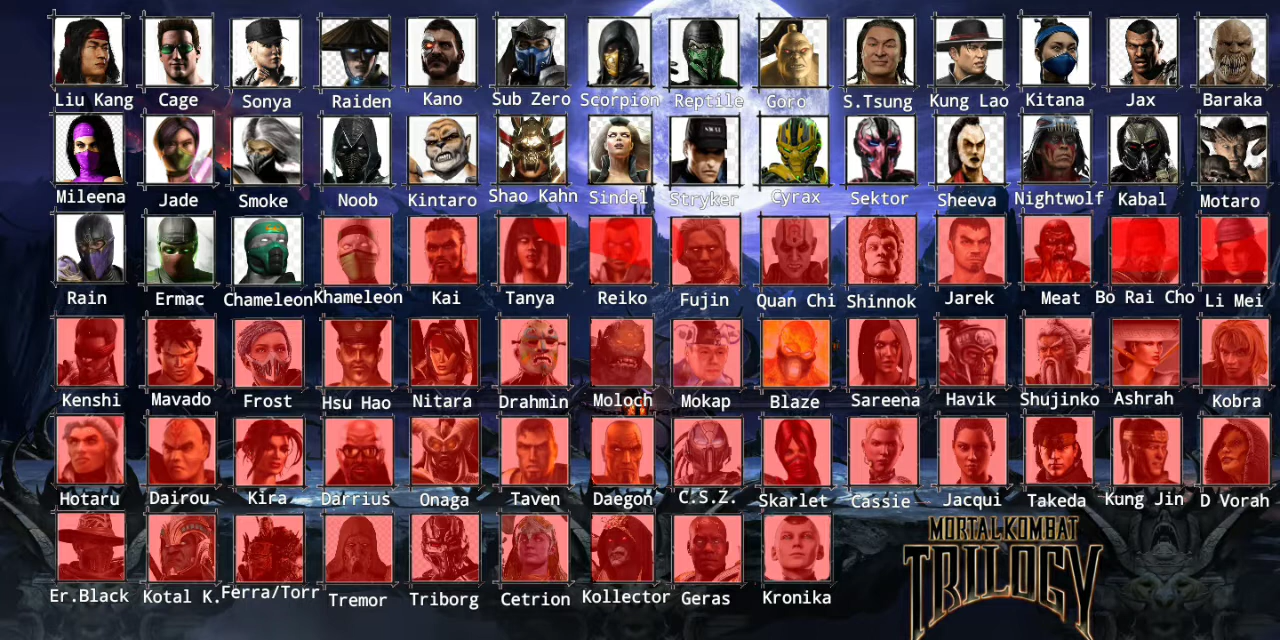 Liu Kang Cage Sonya Raiden Kano Sub Zero Scorpion Reptile Goro S.Tsung Kung Lao Kitana Jax Baraka
Mileena Jade Smoke Noob Kintaro Shao Kahn Sindel Stryker Cyrax Sektor Sheeva Nightwolf Kabal Motaro
Rain Ermac Chameleon Khameleon Kai Tanya Reiko Fujin Quan Chi Shinnok Jarek Meat Bo Rai Cho Li Mei
Kenshi Mavado Frost Hsu Hao Nitara Drahmin Moloch Mokap Blaze Sareena Havik Shujinko Ashrah Kobra
Hotaru Dairou Kira Darrius Onaga Taven Daegon C.S.Z. Skarlet Cassie Jacqui Takeda Kung Jin D Vorah
Er.Black Kotal K. Ferra/Torr Tremor Triborg Cetrion Kollector Geras Kronika
MORTAL KOMBAT
TRILOGY